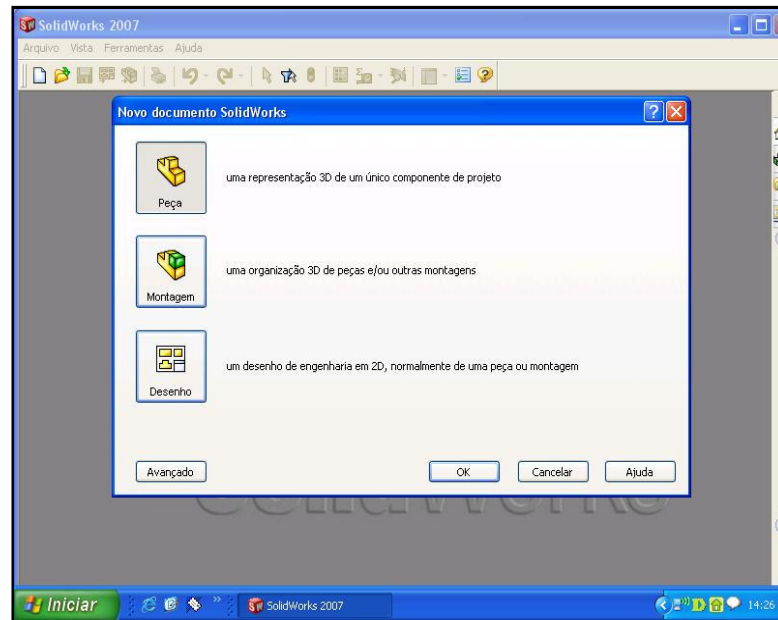 SolidWorks 2007
Arquivo Vista Ferramentas Ajuda
Novo documento SolidWorks
Peça
uma representação 3D de um único componente de projeto
Montagem
uma organização 3D de peças e/ou outras montagens
Desenho
um desenho de engenharia em 2D, normalmente de uma peça ou montagem
Avançado OK Cancelar Ajuda
SolidWorks
Iniciar SolidWorks 2007 14:26